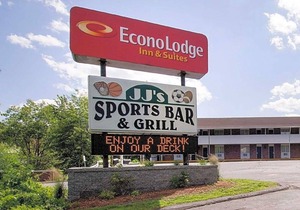 EconoLodge
Inn & Suites
JJ's
SPORTS BAR
& GRILL
ENJOY A DRINK
ON OUR DECK!